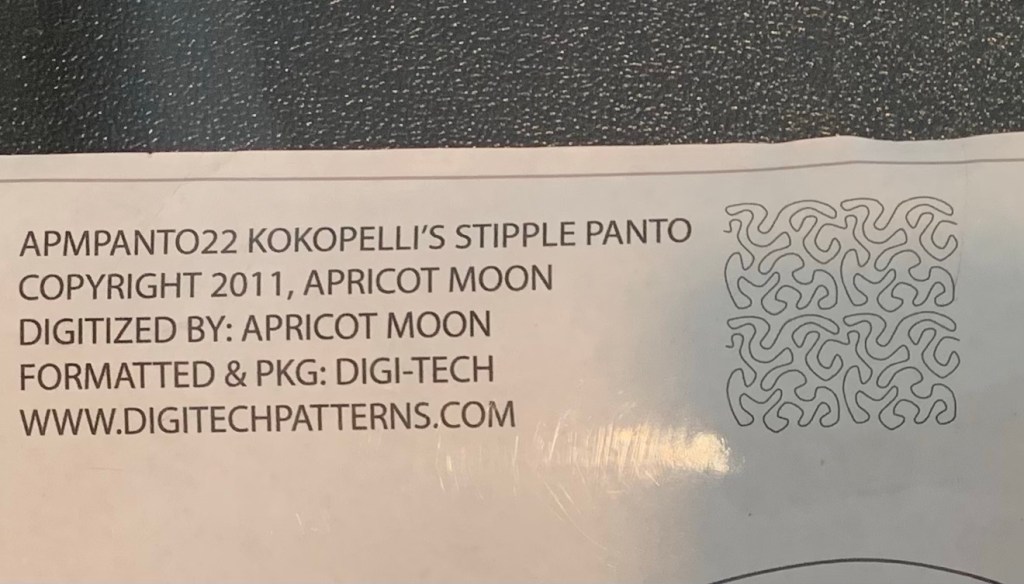 APMPANTO22 KOKOPELLI'S STIPPLE PANTO
COPYRIGHT 2011, APRICOT MOON
DIGITIZED BY: APRICOT MOON
FORMATTED & PKG: DIGI-TECH
WWW.DIGITECHPATTERNS.COM